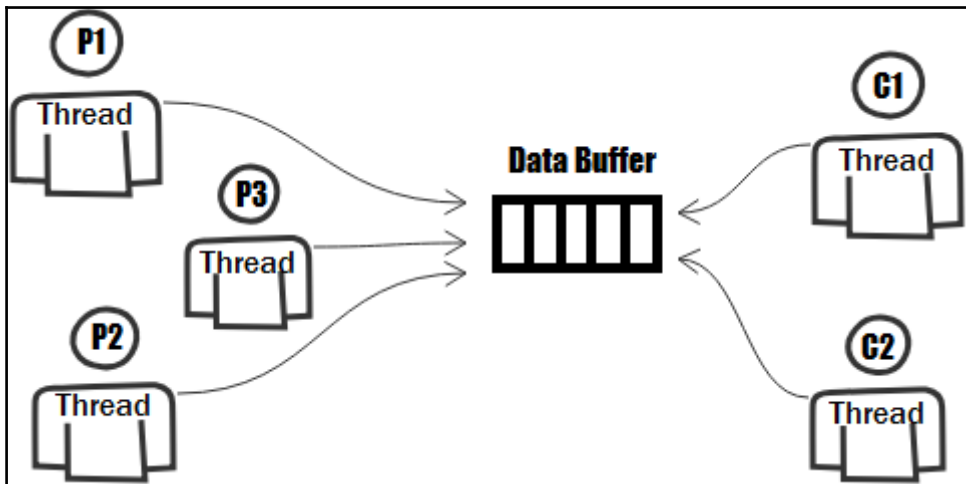 P1
Thread
P3
Thread
P2
Thread
Data Buffer
C1
Thread
C2
Thread